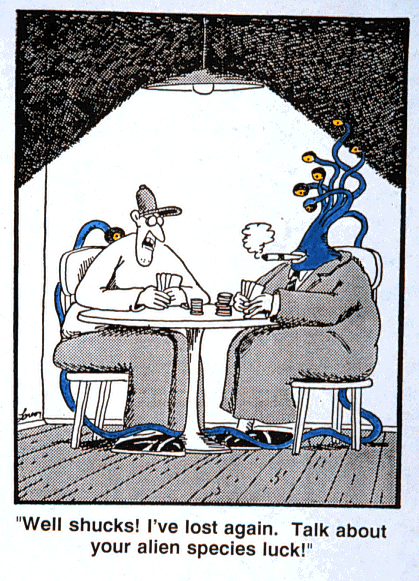 "Well shucks! I've lost again. Talk about
your alien species luck!"